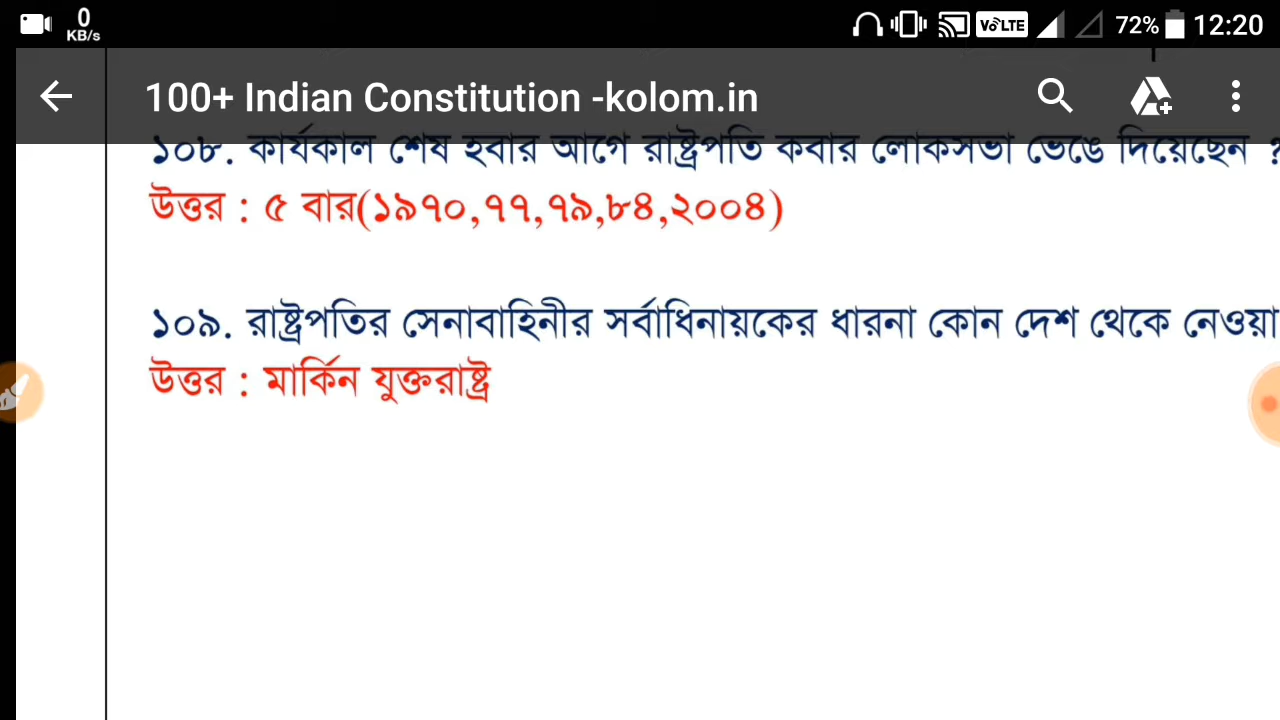 0
KB/s
VoLTE
72%
12:20
100+ Indian Constitution -kolom.in
১০৮. কার্যকাল শেষ হবার আগে রাষ্ট্রপতি কবার লোকসভা ভেঙে দিয়েছেন ?
উত্তর : ৫ বার(১৯৭০,৭৭,৭৯,৮৪,২০০৪)
১০৯. রাষ্ট্রপতির সেনাবাহিনীর সর্বাধিনায়কের ধারনা কোন দেশ থেকে নেওয়া
উত্তর : মার্কিন যুক্তরাষ্ট্র